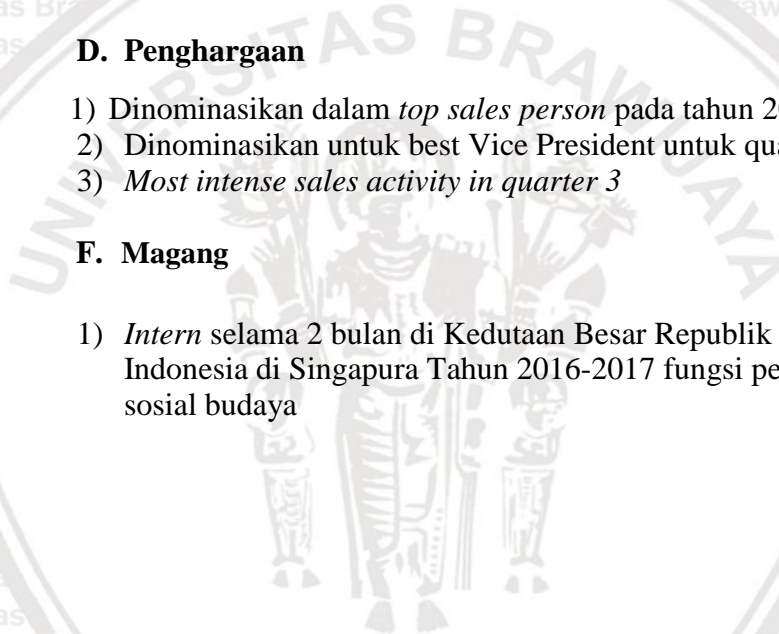 UNIVERSITAS BRAWIJAYA
D. Penghargaan
1) Dinominasikan dalam top sales person pada tahun
2) Dinominasikan untuk best Vice President untuk
3) Most intense sales activity in quarter 3
F. Magang
1) Intern selama 2 bulan di Kedutaan Besar Republik
Indonesia di Singapura Tahun 2016-2017 fungsi
sosial budaya